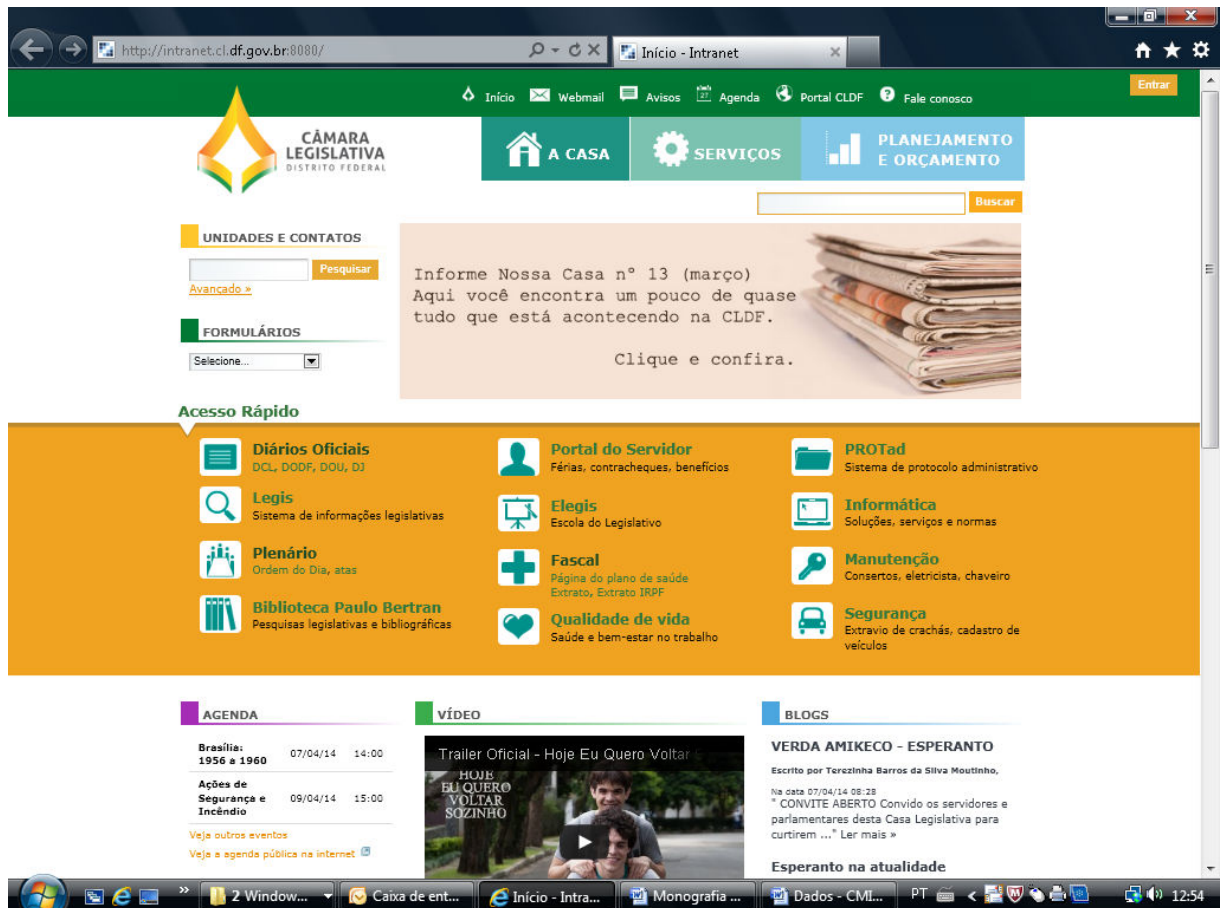 http://intranet.cl.df.gov.br:8080/
Início - Intranet
Início
Webmail
Avisos
Agenda
Portal CLDF
Fale conosco
Entrar
CÂMARA
LEGISLATIVA
DISTRITO FEDERAL
A CASA
SERVIÇOS
PLANEJAMENTO
E ORÇAMENTO
Buscar
UNIDADES E CONTATOS
Pesquisar
Avançado »
FORMULÁRIOS
Selecione...
Informe Nossa Casa n° 13 (março)
Aqui você encontra um pouco de quase
tudo que está acontecendo na CLDF.
Clique e confira.
Acesso Rápido
Diários Oficiais
DCL, DODF, DOU, DJ
Legis
Sistema de informações legislativas
Plenário
Ordem do Dia, atas
Biblioteca Paulo Bertran
Pesquisas legislativas e bibliográficas
Portal do Servidor
Férias, contracheques, benefícios
Elegis
Escola do Legislativo
Fascal
Página do plano de saúde
Extrato, Extrato IRPF
Qualidade de vida
Saúde e bem-estar no trabalho
PROTad
Sistema de protocolo administrativo
Informática
Soluções, serviços e normas
Manutenção
Consertos, eletricista, chaveiro
Segurança
Extravio de crachás, cadastro de
veículos
AGENDA
Brasília:
1956 a 1960 07/04/14 14:00
Ações de
Segurança e 09/04/14 15:00
Incêndio
Veja outros eventos
Veja a agenda pública na internet
VÍDEO
Trailer Oficial - Hoje Eu Quero Voltar
HOJE
EU QUERO
VOLTAR
SOZINHO
BLOGS
VERDA AMIKECO - ESPERANTO
Escrito por Terezinha Barros da Silva Moutinho,
Na data 07/04/14 08:28
" CONVITE ABERTO Convido os servidores e
parlamentares desta Casa Legislativa para
curtirem ..." Ler mais »
Esperanto na atualidade
2 Window...
Caixa de ent...
Início - Intra...
Monografia ...
Dados - CMI...
PT
12:54